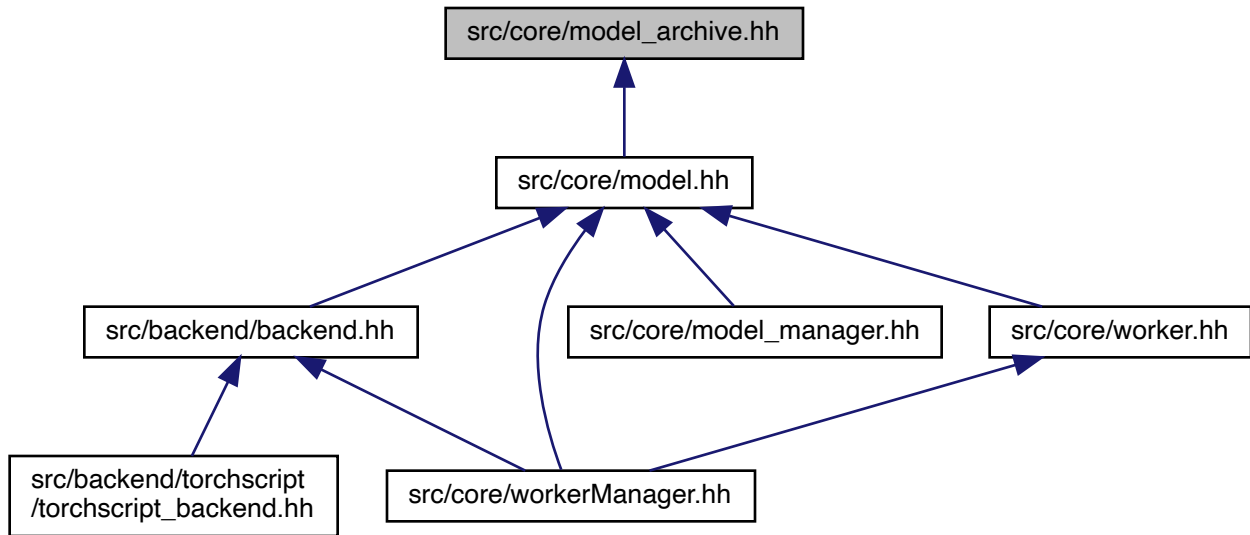 src/core/model_archive.hh
src/core/model.hh
src/backend/backend.hh
src/core/model_manager.hh
src/core/worker.hh
src/backend/torchscript
/torchscript_backend.hh
src/core/workerManager.hh